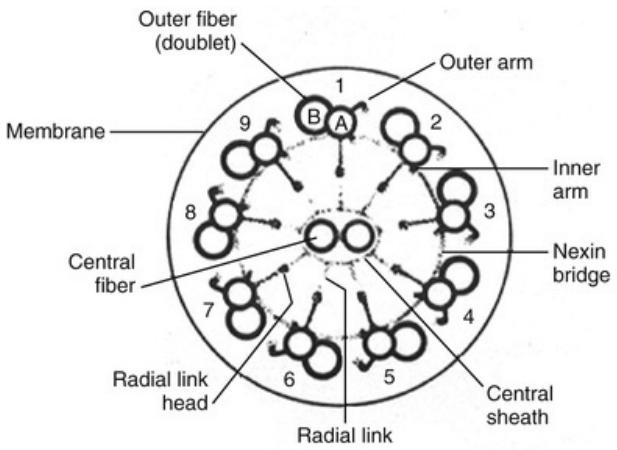 Outer fiber
(doublet)
Outer arm
1
B
A
2
9
Membrane
Inner
arm
3
8
Nexin
bridge
Central
fiber
4
7
Radial link
head
6
5
Central
sheath
Radial link